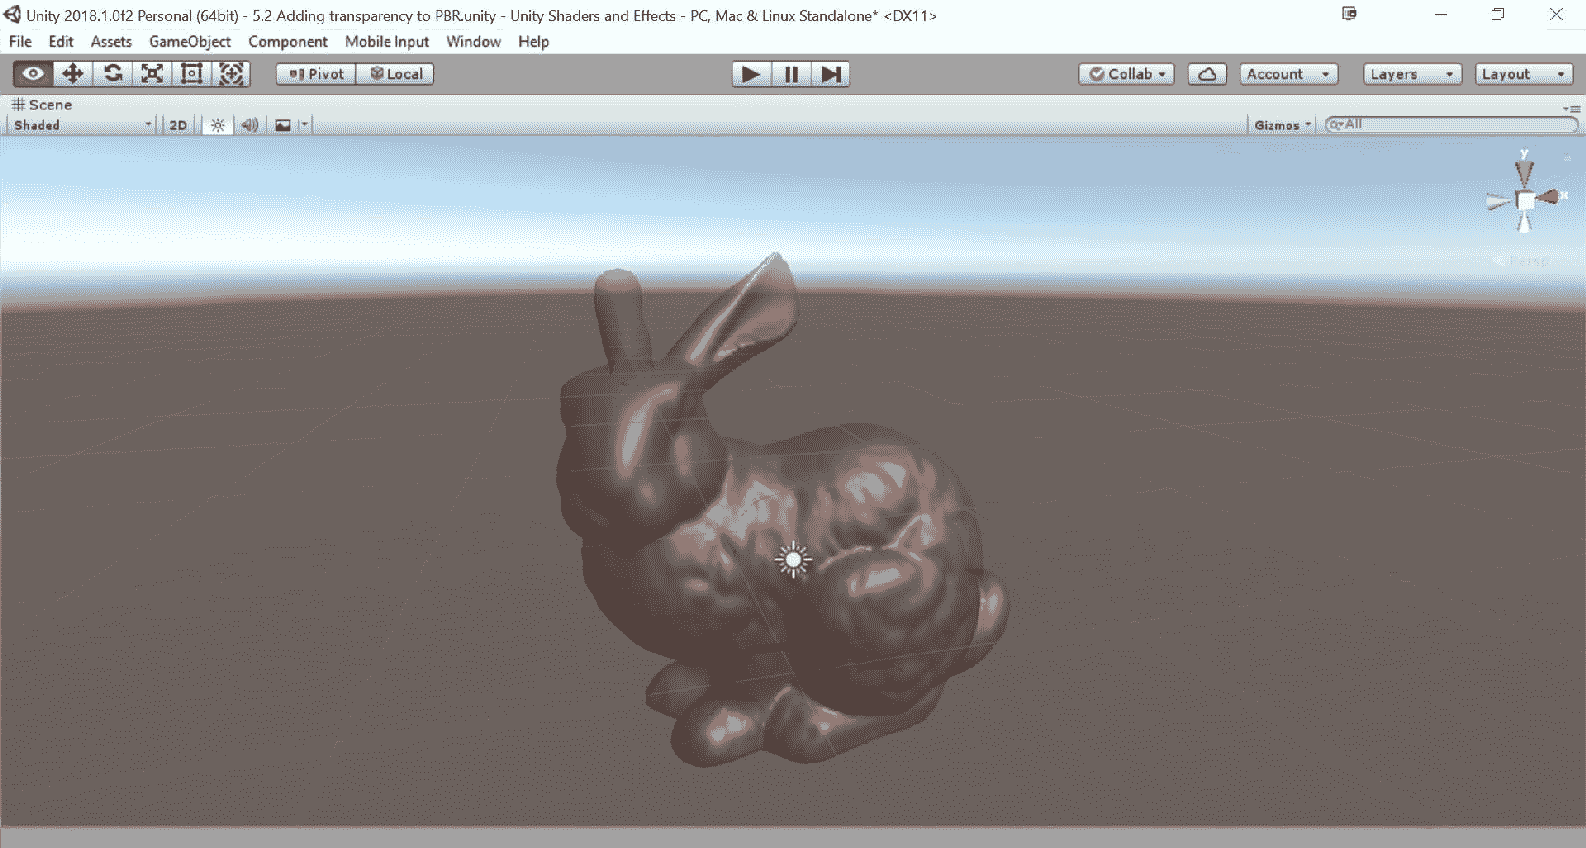 Unity 2018.1.0f2 Personal (64bit) - 5.2 Adding transparency to PBR.unity - Unity Shaders and Effects - PC, Mac & Linux Standalone* <DX11>
File Edit Assets GameObject Component Mobile Input Window Help
Pivot Local Collab Account Layers Layout
Scene
Shaded 2D Gizmos All
y
x
Persp